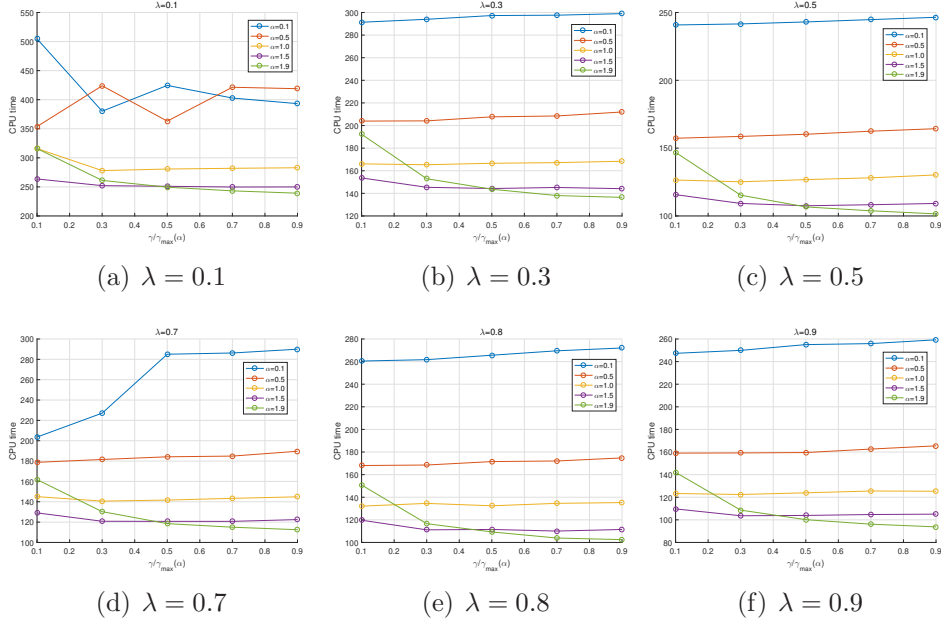 λ=0.1
550
500
450
400
350
300
250
200
CPU time
α=0.1
α=0.5
α=1.0
α=1.5
α=1.9
0.1 0.2 0.3 0.4 0.5 0.6 0.7 0.8 0.9
γ/γmax(α)
(a) λ = 0.1
λ=0.3
300
280
260
240
220
200
180
160
140
120
CPU time
α=0.1
α=0.5
α=1.0
α=1.5
α=1.9
0.1 0.2 0.3 0.4 0.5 0.6 0.7 0.8 0.9
γ/γmax(α)
(b) λ = 0.3
λ=0.5
250
200
150
100
CPU time
α=0.1
α=0.5
α=1.0
α=1.5
α=1.9
0.1 0.2 0.3 0.4 0.5 0.6 0.7 0.8 0.9
γ/γmax(α)
(c) λ = 0.5
λ=0.7
300
280
260
240
220
200
180
160
140
120
100
CPU time
α=0.1
α=0.5
α=1.0
α=1.5
α=1.9
0.1 0.2 0.3 0.4 0.5 0.6 0.7 0.8 0.9
γ/γmax(α)
(d) λ = 0.7
λ=0.8
280
260
240
220
200
180
160
140
120
100
CPU time
α=0.1
α=0.5
α=1.0
α=1.5
α=1.9
0.1 0.2 0.3 0.4 0.5 0.6 0.7 0.8 0.9
γ/γmax(α)
(e) λ = 0.8
λ=0.9
260
240
220
200
180
160
140
120
100
80
CPU time
α=0.1
α=0.5
α=1.0
α=1.5
α=1.9
0.1 0.2 0.3 0.4 0.5 0.6 0.7 0.8 0.9
γ/γmax(α)
(f) λ = 0.9